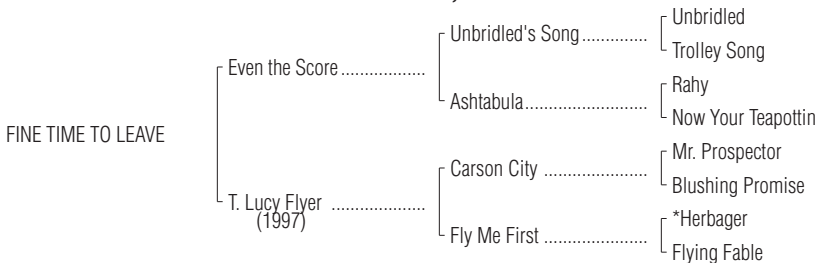 Unbridled
Unbridled's Song ..............
Trolley Song
Even the Score ..................
Rahy
Ashtabula..........................
Now Your Teapottin
FINE TIME TO LEAVE
Mr. Prospector
Carson City ......................
Blushing Promise
T. Lucy Flyer ....................
(1997)
*Herbager
Fly Me First ......................
Flying Fable